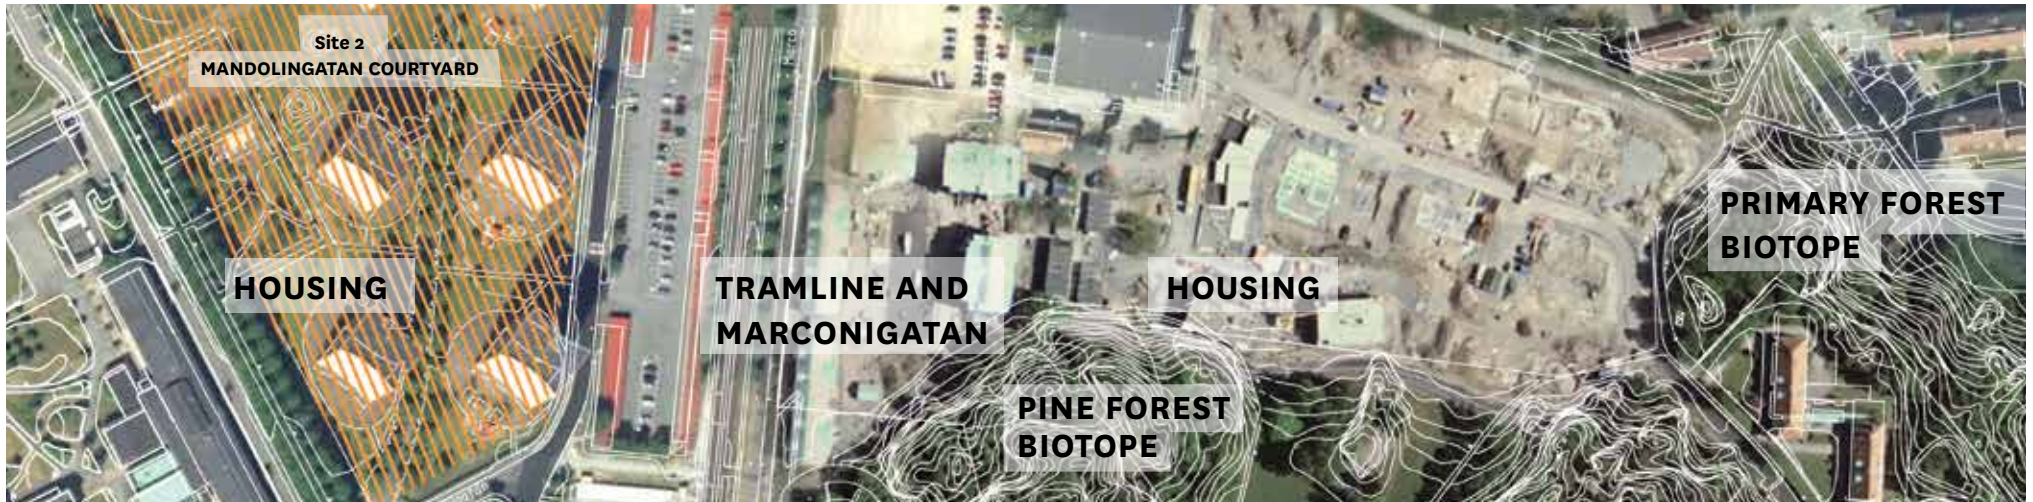 Site 2
MANDOLINGATAN COURTYARD
HOUSING
TRAMLINE AND
MARCONIGATAN
HOUSING
PINE FOREST
BIOTOPE
PRIMARY FOREST
BIOTOPE